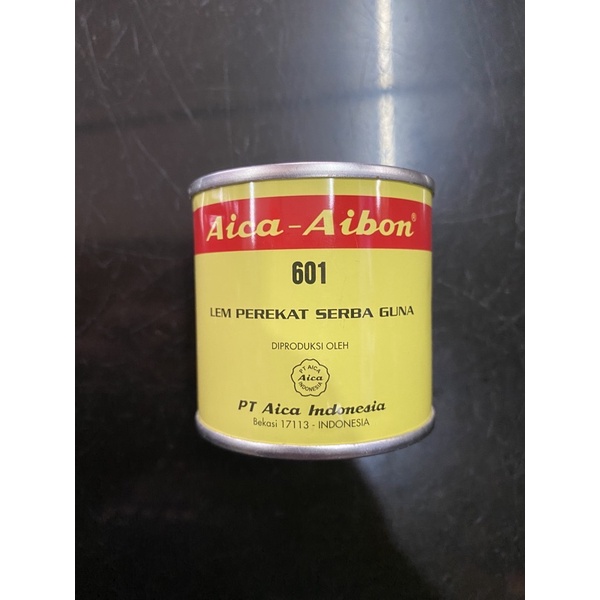 Aica-Aibon®
601
LEM PEREKAT SERBA GUNA
DIPRODUKSI OLEH
PT AICA
Aica
INDONESIA
PT Aica Indonesia
Bekasi 17113 - INDONESIA